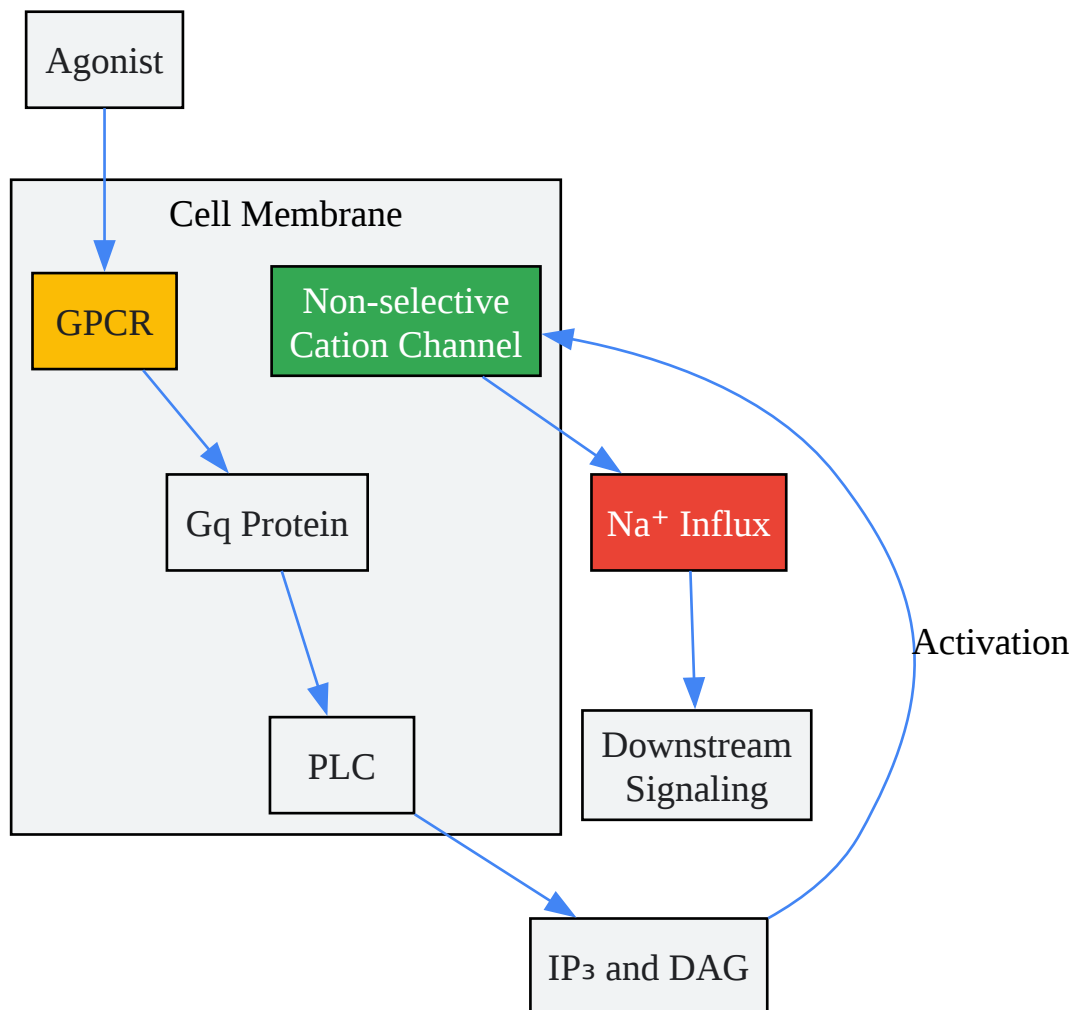 Agonist
Cell Membrane
GPCR
Non-selective
Cation Channel
Gq Protein
Na⁺ Influx
Activation
PLC
Downstream
Signaling
IP₃ and DAG